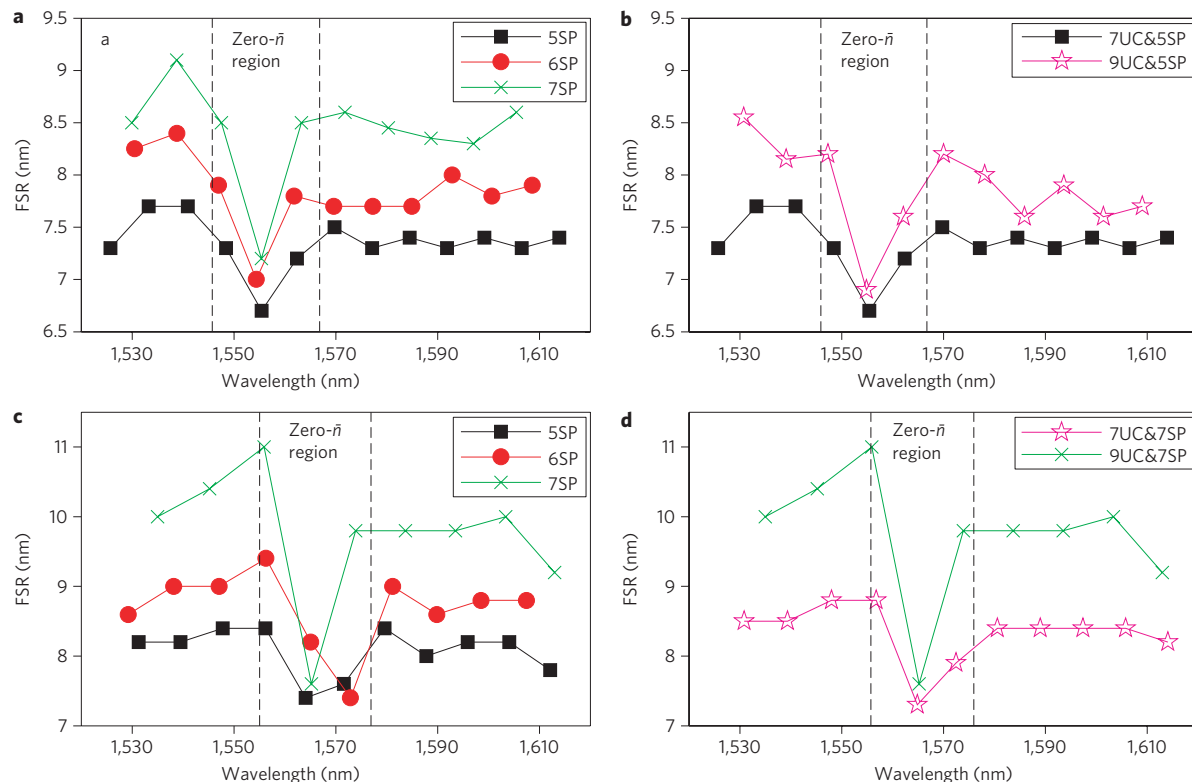 a
a
Zero-n̄
region
5SP
6SP
7SP
9.5
9
8.5
8
7.5
7
6.5
FSR (nm)
1,530
1,550
1,570
1,590
1,610
Wavelength (nm)
b
Zero-n̄
region
7UC&5SP
9UC&5SP
9.5
9
8.5
8
7.5
7
6.5
FSR (nm)
1,530
1,550
1,570
1,590
1,610
Wavelength (nm)
c
Zero-n̄
region
5SP
6SP
7SP
11
10
9
8
7
FSR (nm)
1,530
1,550
1,570
1,590
1,610
Wavelength (nm)
d
Zero-n̄
region
7UC&7SP
9UC&7SP
11
10
9
8
7
FSR (nm)
1,530
1,550
1,570
1,590
1,610
Wavelength (nm)